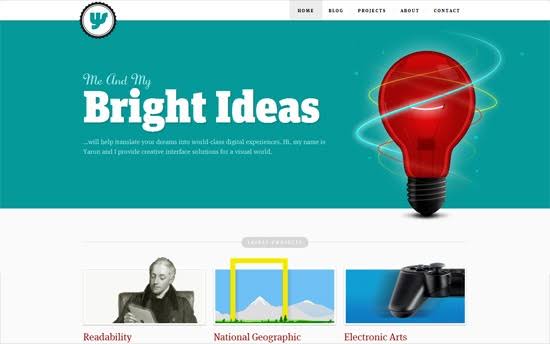 HOME BLOG PROJECTS ABOUT CONTACT
Me And My
Bright Ideas
...will help translate your dreams into world-class digital experiences. Hi, my name is
Yaron and I provide creative interface solutions for a visual world.
LATEST PROJECTS
Readability National Geographic Electronic Arts